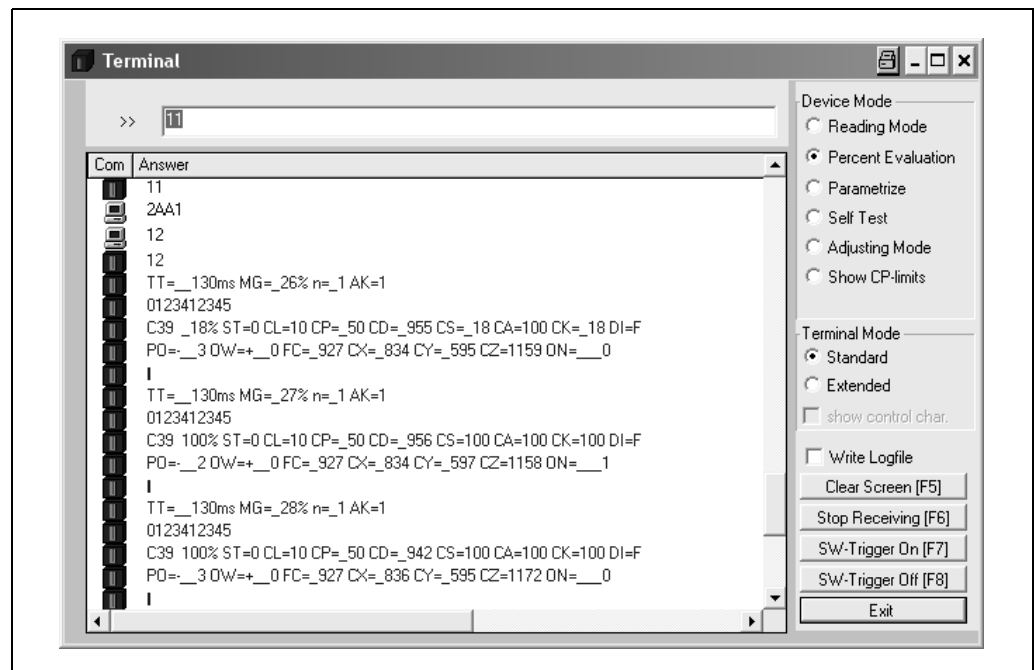 Terminal
>> 11
Com Answer
11
2AA1
12
12
TT=__130ms MG=_26% n=_1 AK=1
0123412345
C39 _18% ST=0 CL=10 CP=_50 CD=_955 CS=_18 CA=100 CK=_18 DI=F
PO=-__3 OW=+__0 FC=_927 CX=_834 CY=_595 CZ=1159 ON=___0
I
TT=__130ms MG=_27% n=_1 AK=1
0123412345
C39 100% ST=0 CL=10 CP=_50 CD=_956 CS=100 CA=100 CK=100 DI=F
PO=-__2 OW=+__0 FC=_927 CX=_834 CY=_597 CZ=1158 ON=___1
I
TT=__130ms MG=_28% n=_1 AK=1
0123412345
C39 100% ST=0 CL=10 CP=_50 CD=_942 CS=100 CA=100 CK=100 DI=F
PO=-__3 OW=+__0 FC=_927 CX=_836 CY=_595 CZ=1172 ON=___0
I
Device Mode
Reading Mode
Percent Evaluation
Parametrize
Self Test
Adjusting Mode
Show CP-limits
Terminal Mode
Standard
Extended
show control char.
Write Logfile
Clear Screen [F5]
Stop Receiving [F6]
SW-Trigger On [F7]
SW-Trigger Off [F8]
Exit